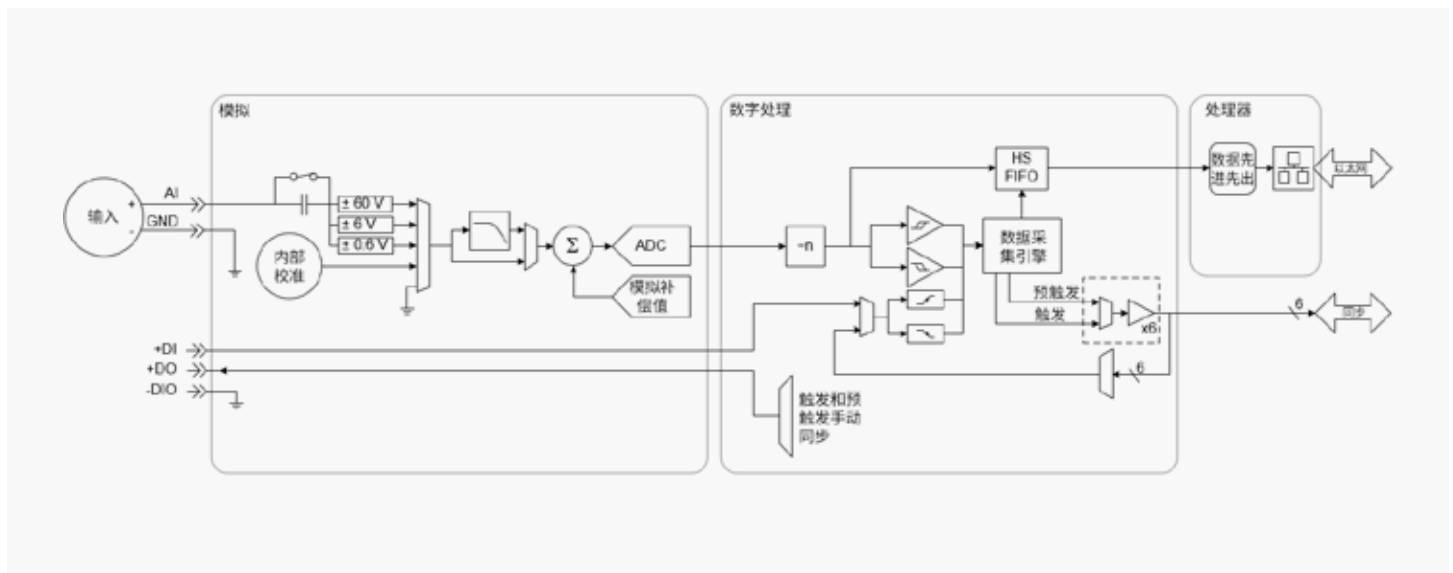 模拟
数字处理
处理器
输入
+
-
AI
GND
± 60 V
± 6 V
± 0.6 V
内部
校准
Σ
ADC
模拟补
偿值
÷n
HS
FIFO
数据采
集引擎
预触发
触发
x6
6
6
数据先
进先出
以太网
同步
+DI
+DO
-DIO
触发和预
触发手动
同步